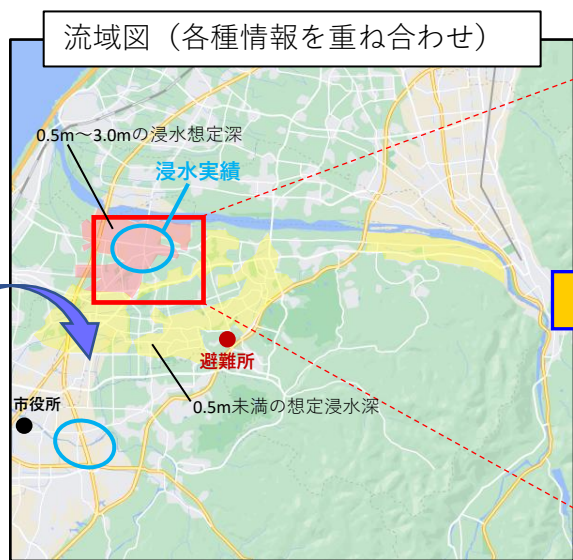 流域図（各種情報を重ね合わせ）
0.5m～3.0mの浸水想定深
浸水実績
避難所
0.5m未満の想定浸水深
市役所